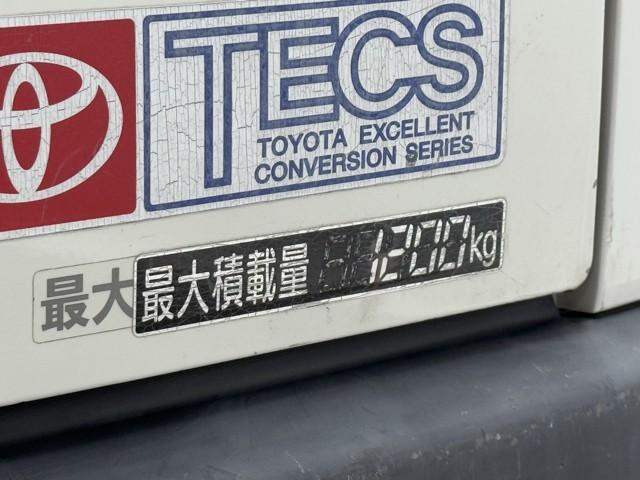 TECS
TOYOTA EXCELLENT
CONVERSION SERIES
最大
最大積載量 1200kg